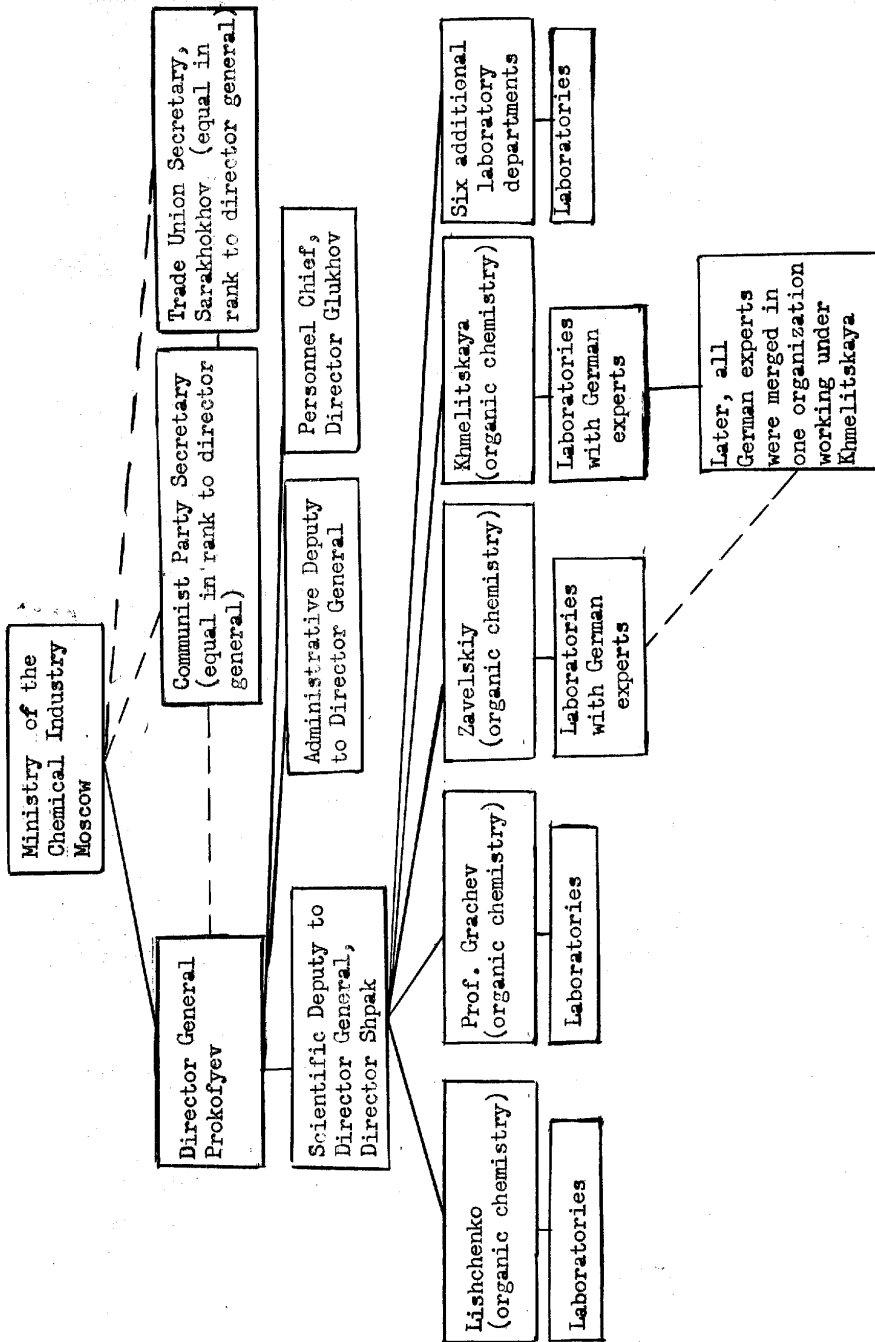 Ministry of the
Chemical Industry
Moscow
Director General
Prokofyev
Communist Party Secretary
(equal in rank to director
general)
Trade Union Secretary,
Sarakhokhov (equal in
rank to director general)
Scientific Deputy to
Director General,
Director Shpak
Administrative Deputy
to Director General
Personnel Chief,
Director Glukhov
Lishchenko
(organic chemistry)
Prof. Grachev
(organic chemistry)
Zavelskiy
(organic chemistry)
Khmelitskaya
(organic chemistry)
Six additional
laboratory
departments
Laboratories
Laboratories
Laboratories
with German
experts
Laboratories
with German
experts
Laboratories
Later, all
German experts
were merged in
one organization
working under
Khmelitskaya